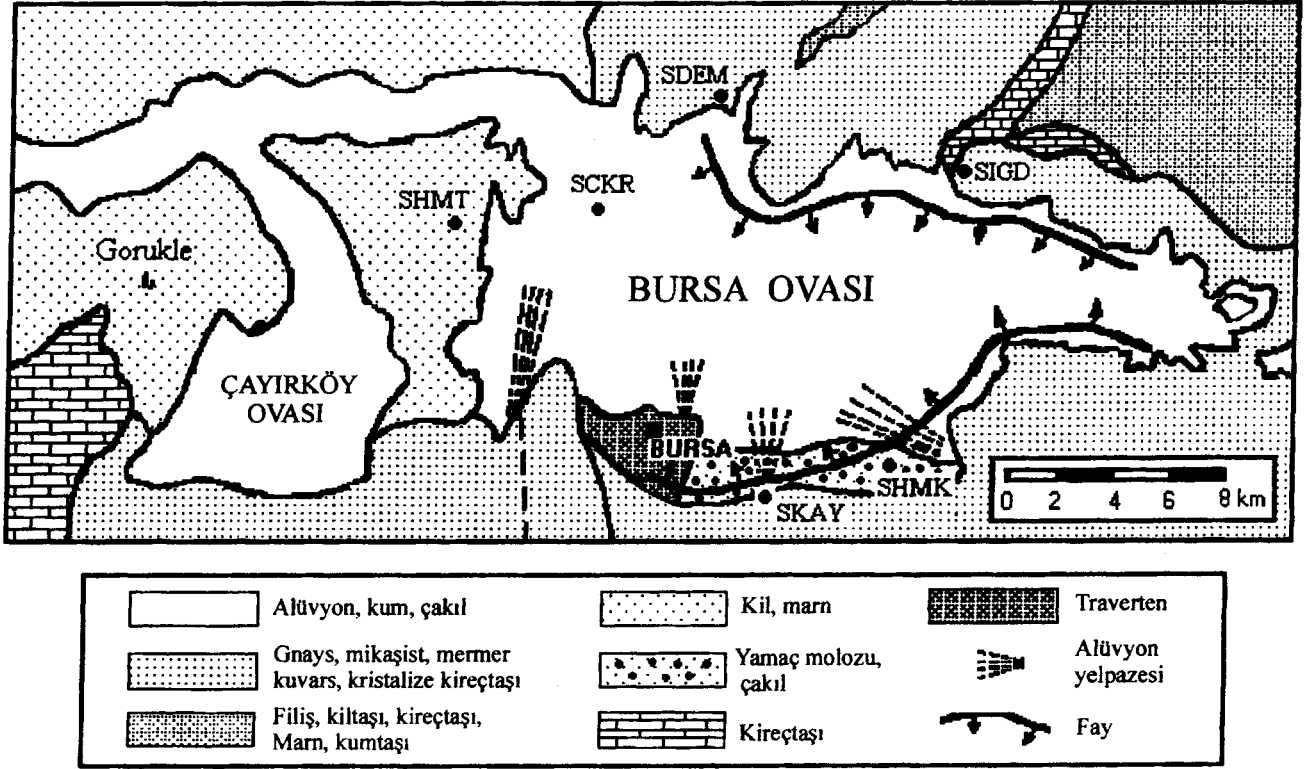 SDEM
SIGD
SCKR
SHMT
Gorukle
BURSA OVASI
ÇAYIRKÖY
OVASI
BURSA
SHMK
SKAY
0 2 4 6 8 km
Alüvyon, kum, çakıl
Gnays, mikaşist, mermer
kuvars, kristalize kireçtaşı
Filiş, kiltaşı, kireçtaşı,
Marn, kumtaşı
Kil, marn
Yamaç molozu,
çakıl
Kireçtaşı
Traverten
Alüvyon
yelpazesi
Fay